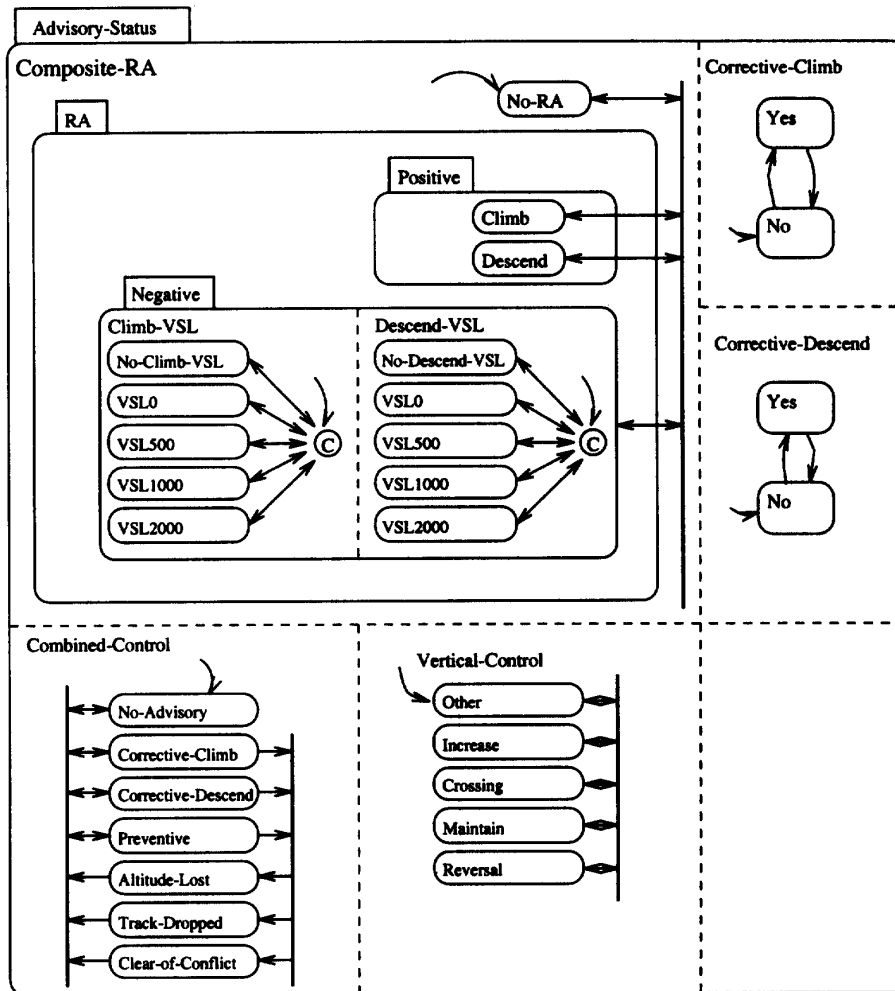 Advisory-Status
Composite-RA
No-RA
RA
Positive
Climb
Descend
Negative
Climb-VSL
No-Climb-VSL
VSL0
VSL500
VSL1000
VSL2000
C
Descend-VSL
No-Descend-VSL
VSL0
VSL500
VSL1000
VSL2000
C
Corrective-Climb
Yes
No
Corrective-Descend
Yes
No
Combined-Control
No-Advisory
Corrective-Climb
Corrective-Descend
Preventive
Altitude-Lost
Track-Dropped
Clear-of-Conflict
Vertical-Control
Other
Increase
Crossing
Maintain
Reversal